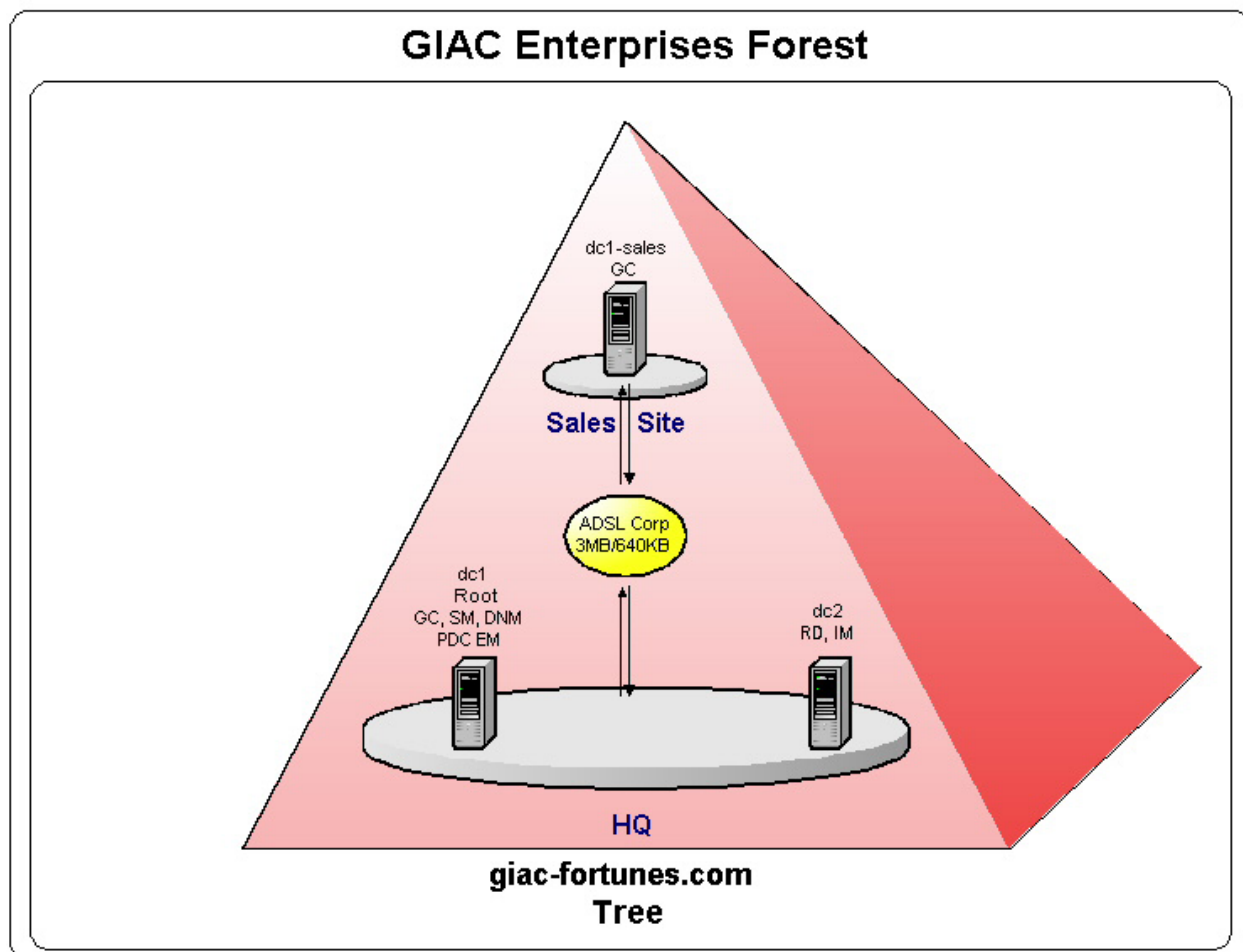 GIAC Enterprises Forest
dc1-sales
GC
Sales Site
ADSL Corp
3MB/640KB
dc1
Root
GC, SM, DNM
PDC EM
dc2
RD, IM
HQ
giac-fortunes.com
Tree